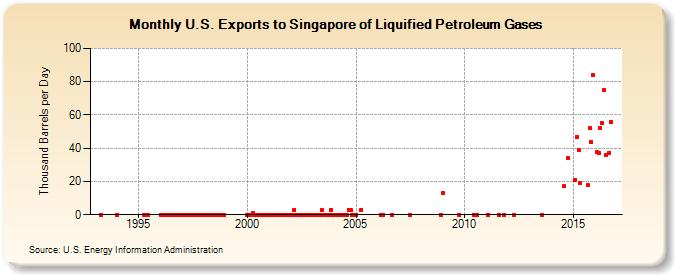 Monthly U.S. Exports to Singapore of Liquified Petroleum Gases
Thousand Barrels per Day
100
80
60
40
20
0
1995 2000 2005 2010 2015
Source: U.S. Energy Information Administration